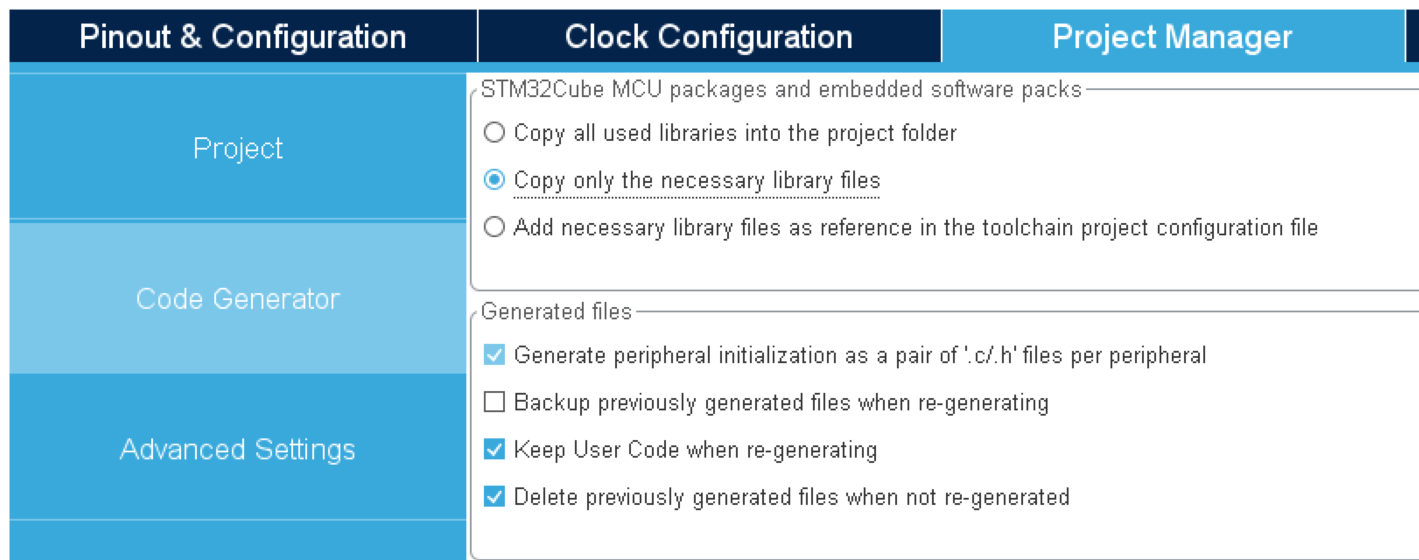 Pinout & Configuration
Clock Configuration
Project Manager
Project
Code Generator
Advanced Settings
STM32Cube MCU packages and embedded software packs
Copy all used libraries into the project folder
Copy only the necessary library files
Add necessary library files as reference in the toolchain project configuration file
Generated files
Generate peripheral initialization as a pair of '.c/.h' files per peripheral
Backup previously generated files when re-generating
Keep User Code when re-generating
Delete previously generated files when not re-generated